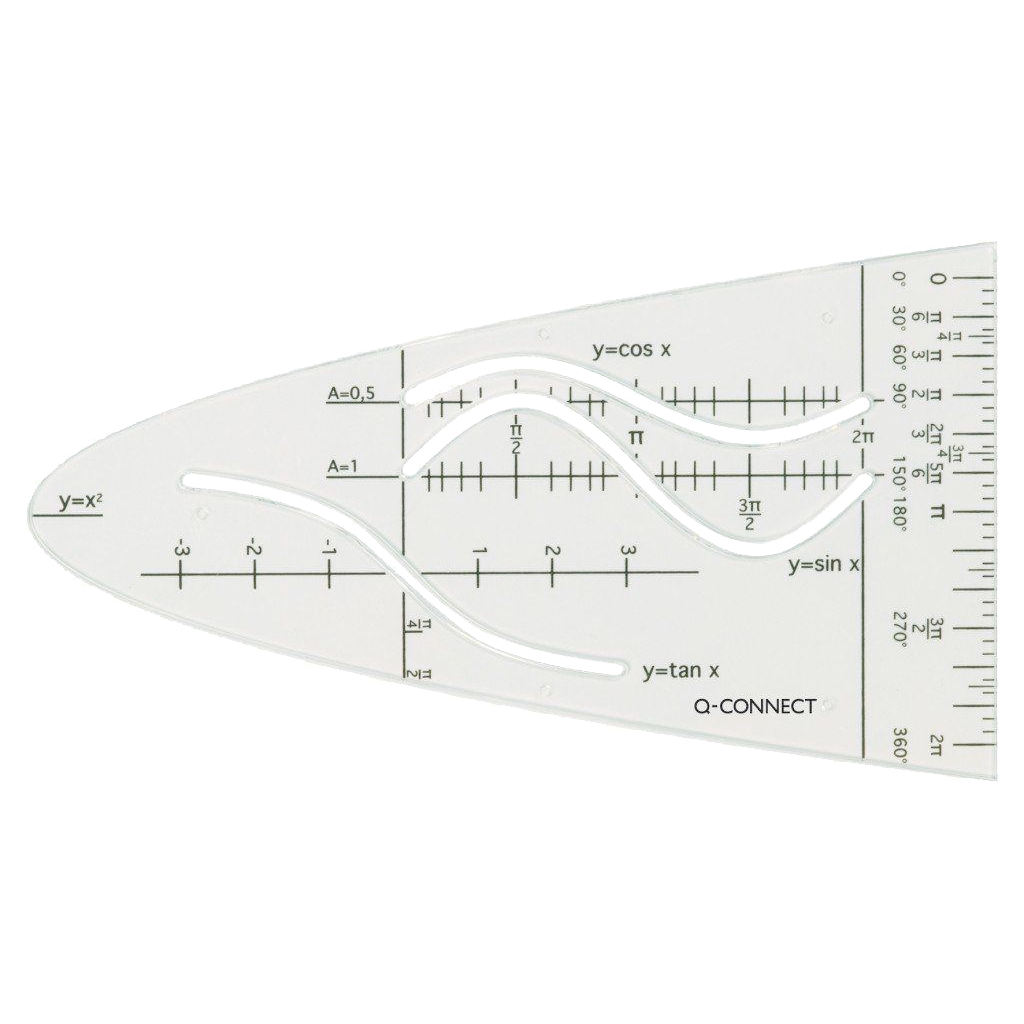 y=cos x
A=0,5
π/2
π
2π
A=1
3π/2
y=sin x
y=x²
-3
-2
-1
1
2
3
π/4
π/2
y=tan x
Q-CONNECT
0° 0
30° π/6
π/4
60° π/3
90° π/2
2π/3
3π/4
150° 5π/6
180° π
270° 3π/2
360° 2π